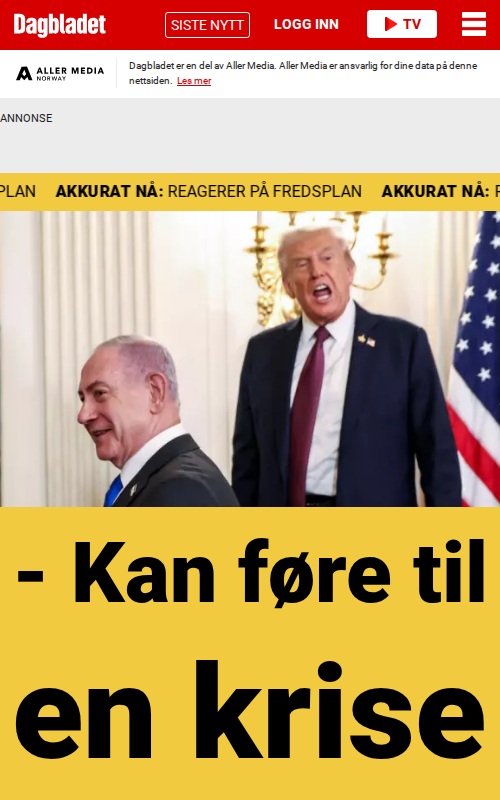 Dagbladet
SISTE NYTT
LOGG INN
TV
ALLER MEDIA
NORWAY
Dagbladet er en del av Aller Media. Aller Media er ansvarlig for dine data på denne
nettsiden. Les mer
ANNONSE
PLAN AKKURAT NÅ: REAGERER PÅ FREDSPLAN AKKURAT NÅ: R
- Kan føre til
en krise